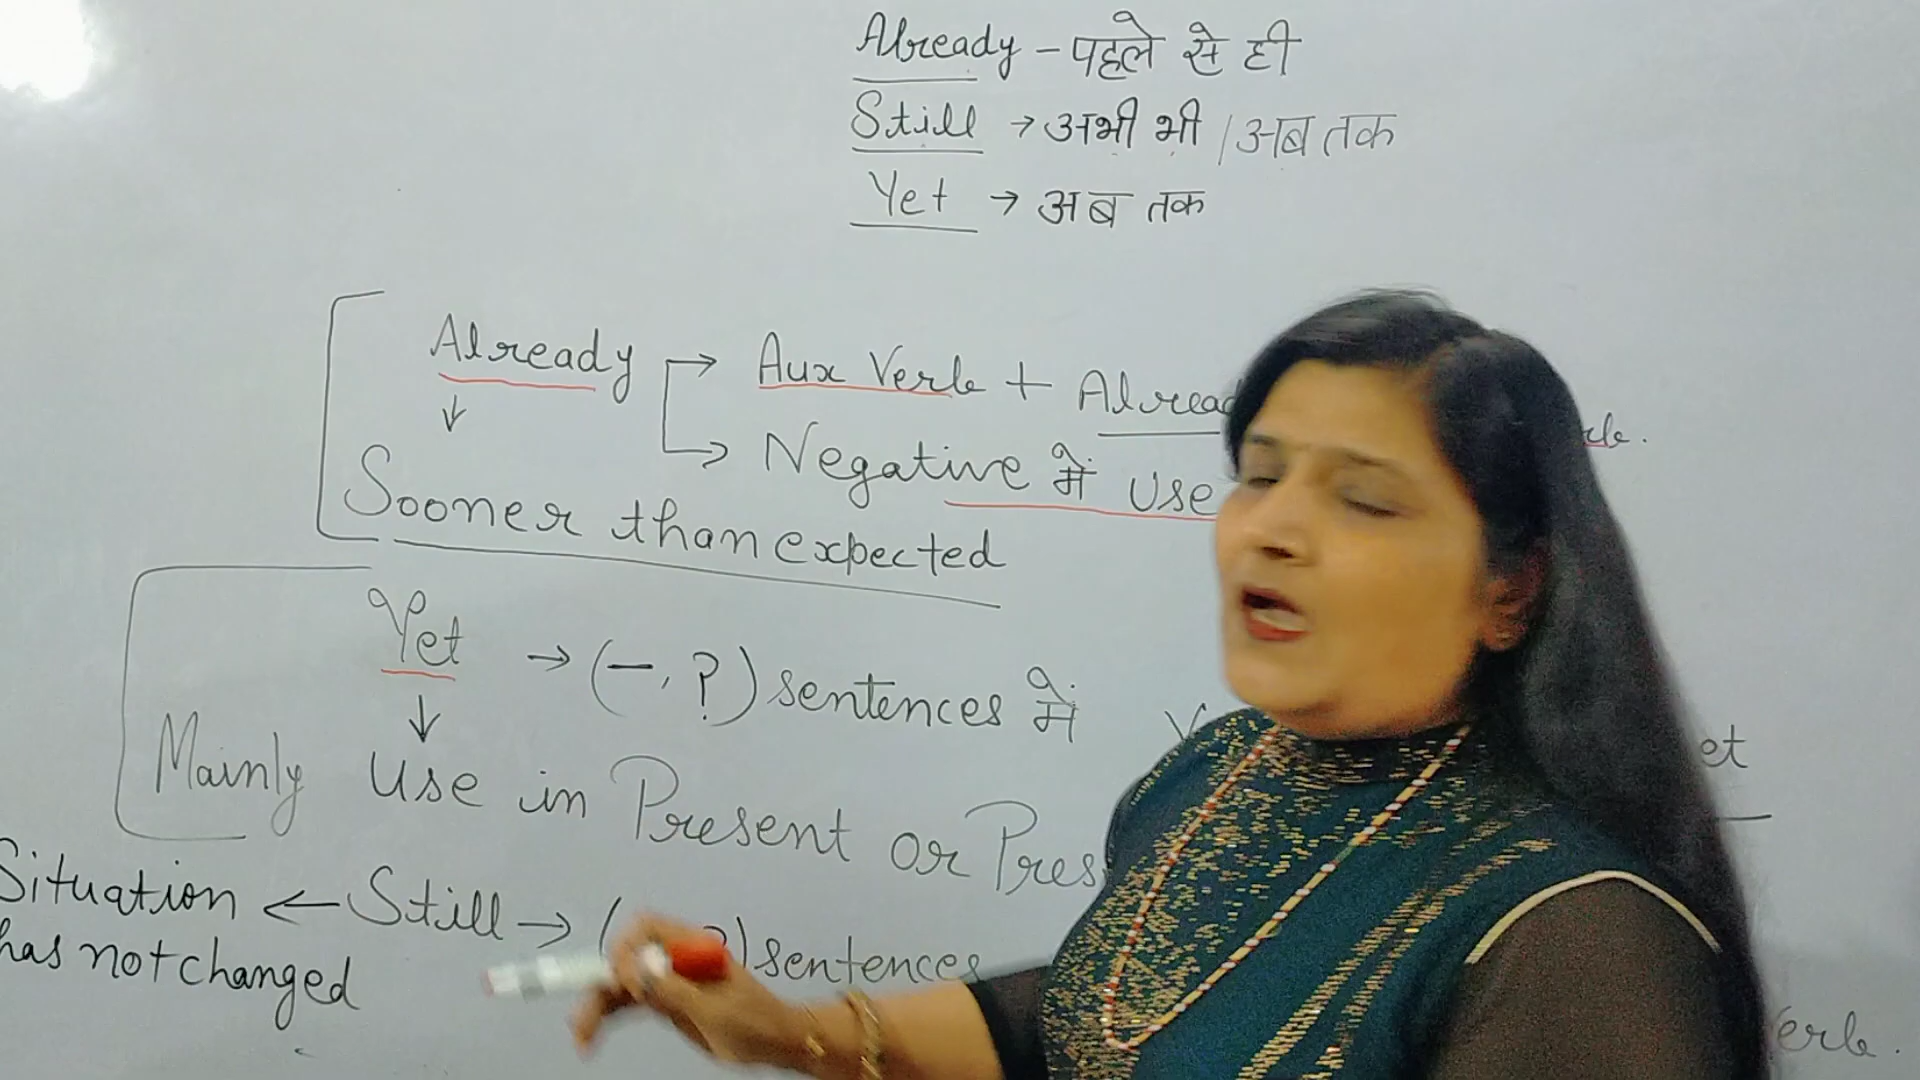 Already – पहले से ही
Still → अभी भी / अब तक
Yet → अब तक
Already → Aux Verb + Alread
↓ → Negative में Use
Sooner than expected
Yet → (–, ?) sentences में
↓
Mainly Use in Present or Pres
Situation ← Still → ( ?) sentences
has not changed